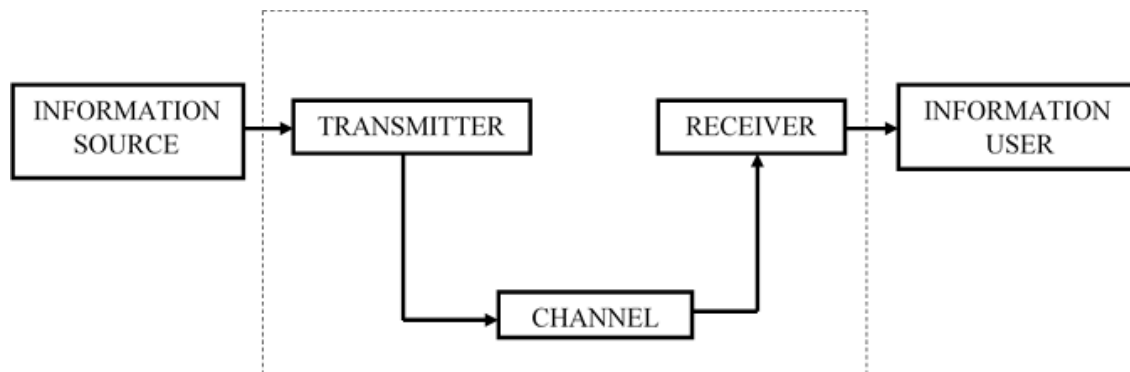 INFORMATION
SOURCE
TRANSMITTER
RECEIVER
INFORMATION
USER
CHANNEL